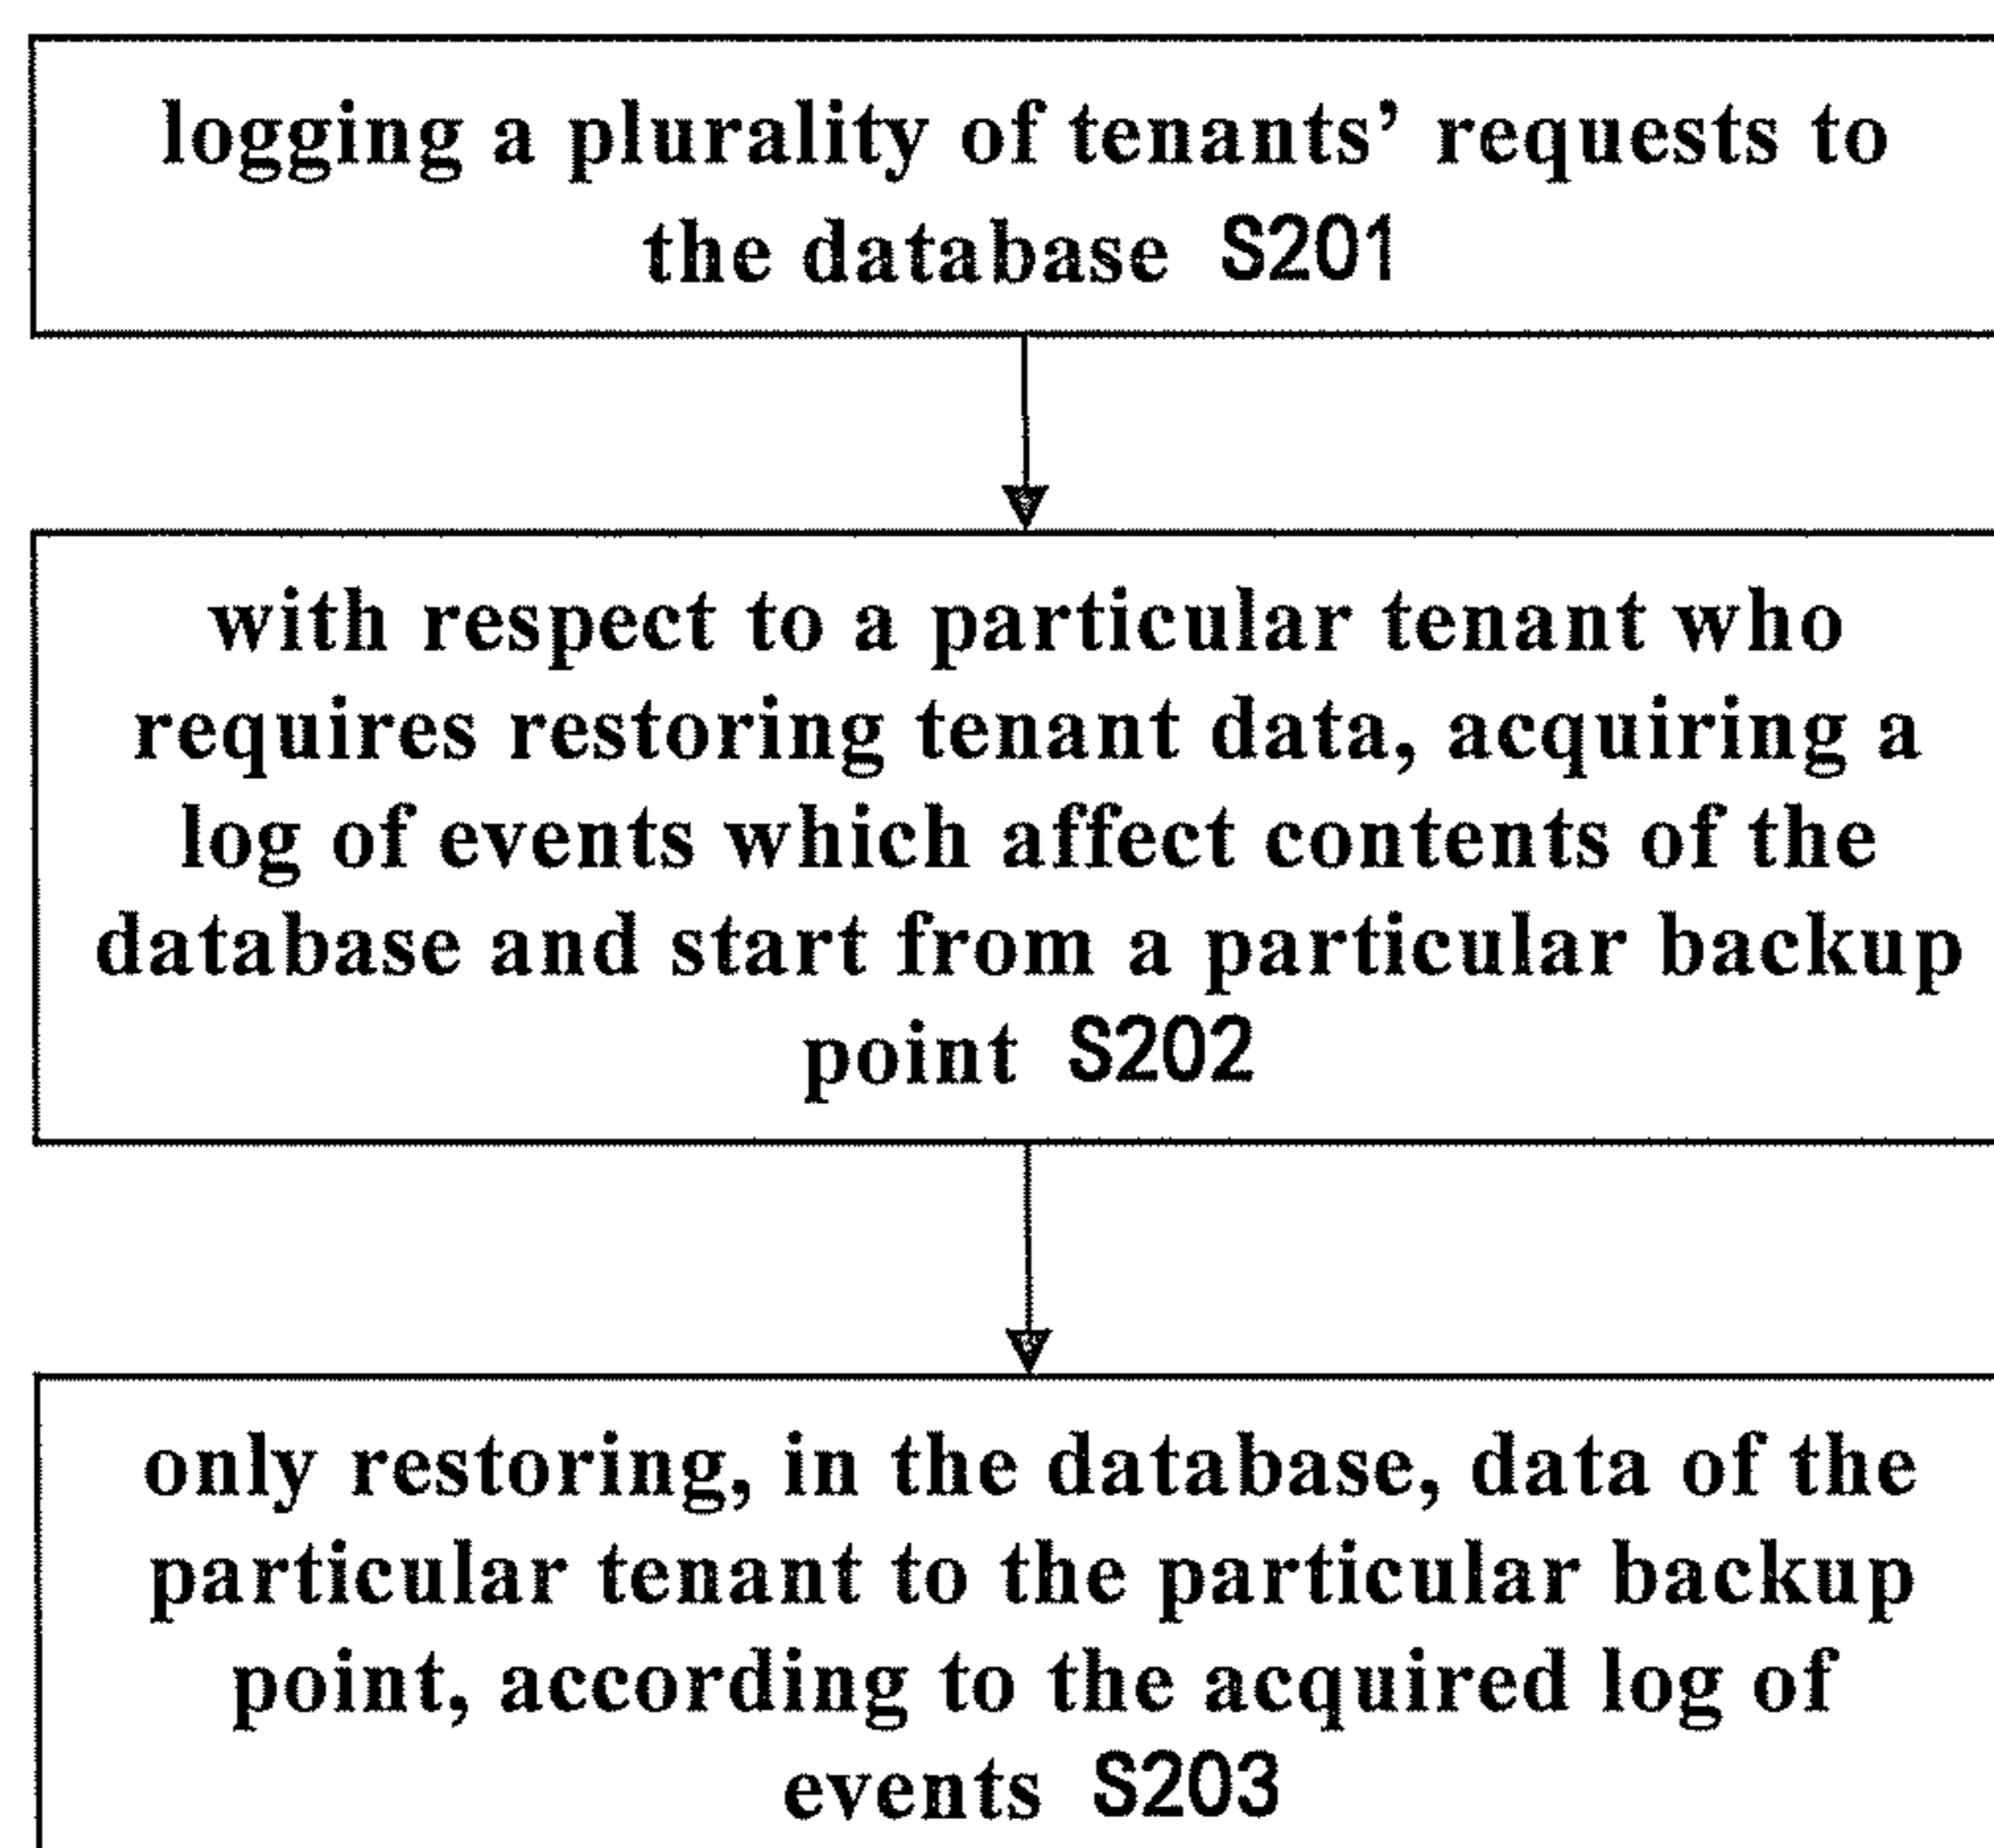 logging a plurality of tenants’ requests to
the database S201
with respect to a particular tenant who
requires restoring tenant data, acquiring a
log of events which affect contents of the
database and start from a particular backup
point S202
only restoring, in the database, data of the
particular tenant to the particular backup
point, according to the acquired log of
events S203